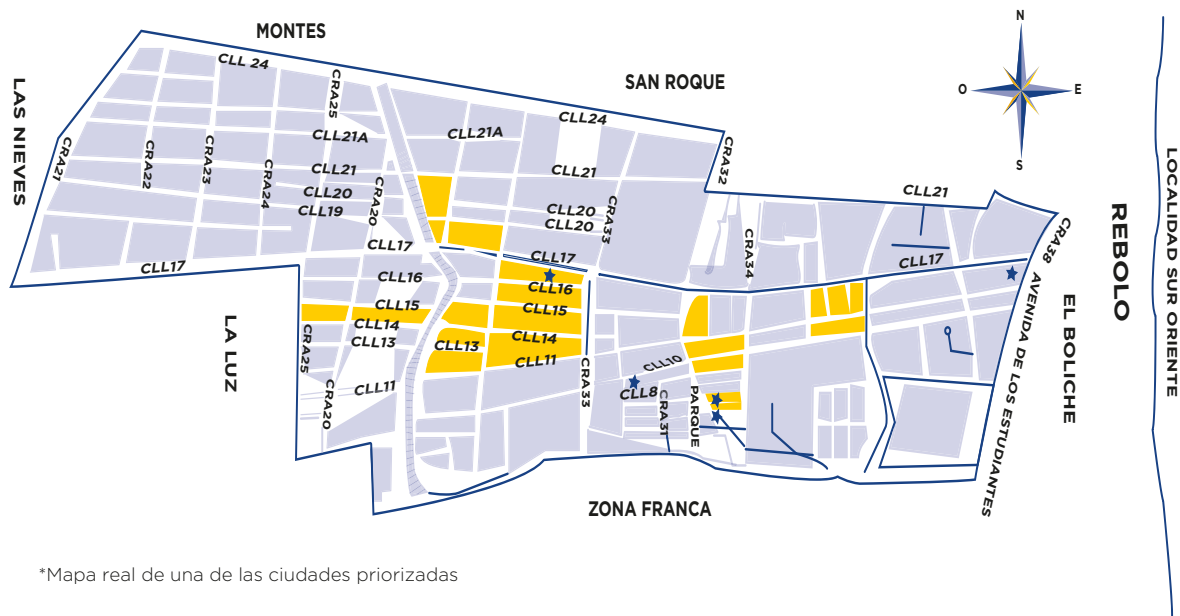 MONTES
SAN ROQUE
N
O
E
S
LAS NIEVES
CLL 24
CRA25
CLL24
CRA32
CRA21
CRA22
CRA23
CRA24
CLL21A
CLL21A
CLL21
CLL21
CLL21
CLL20
CRA20
CLL19
CLL20
CLL20
CRA33
CLL17
CLL17
CLL17
CLL17
CRA34
CRA38
AVENIDA DE LOS ESTUDIANTES
REBOLO
LOCALIDAD SUR ORIENTE
EL BOLICHE
LA LUZ
CLL16
CLL16
CLL15
CLL15
CLL14
CLL14
CLL13
CLL13
CLL11
CLL11
CRA25
CRA20
CRA33
CLL10
CLL8
CRA31
PARQUE
ZONA FRANCA
*Mapa real de una de las ciudades priorizadas